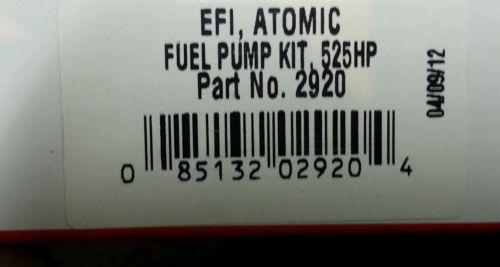 EFI, ATOMIC
FUEL PUMP KIT, 525HP
Part No. 2920
04/09/12
0 85132 02920 4